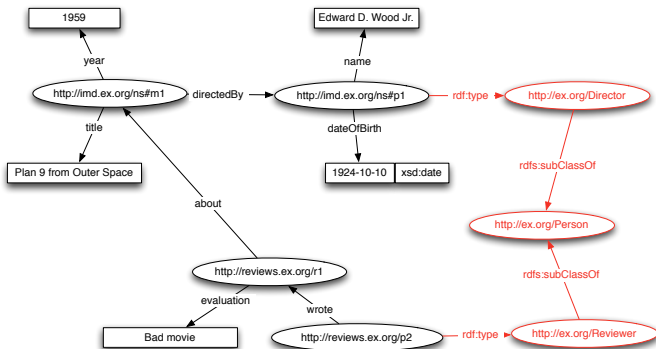 1959
Edward D. Wood Jr.
year
name
http://imd.ex.org/ns#m1
directedBy
http://imd.ex.org/ns#p1
rdf:type
http://ex.org/Director
title
dateOfBirth
Plan 9 from Outer Space
1924-10-10
xsd:date
rdfs:subClassOf
about
http://ex.org/Person
http://reviews.ex.org/r1
rdfs:subClassOf
evaluation
wrote
Bad movie
http://reviews.ex.org/p2
rdf:type
http://ex.org/Reviewer